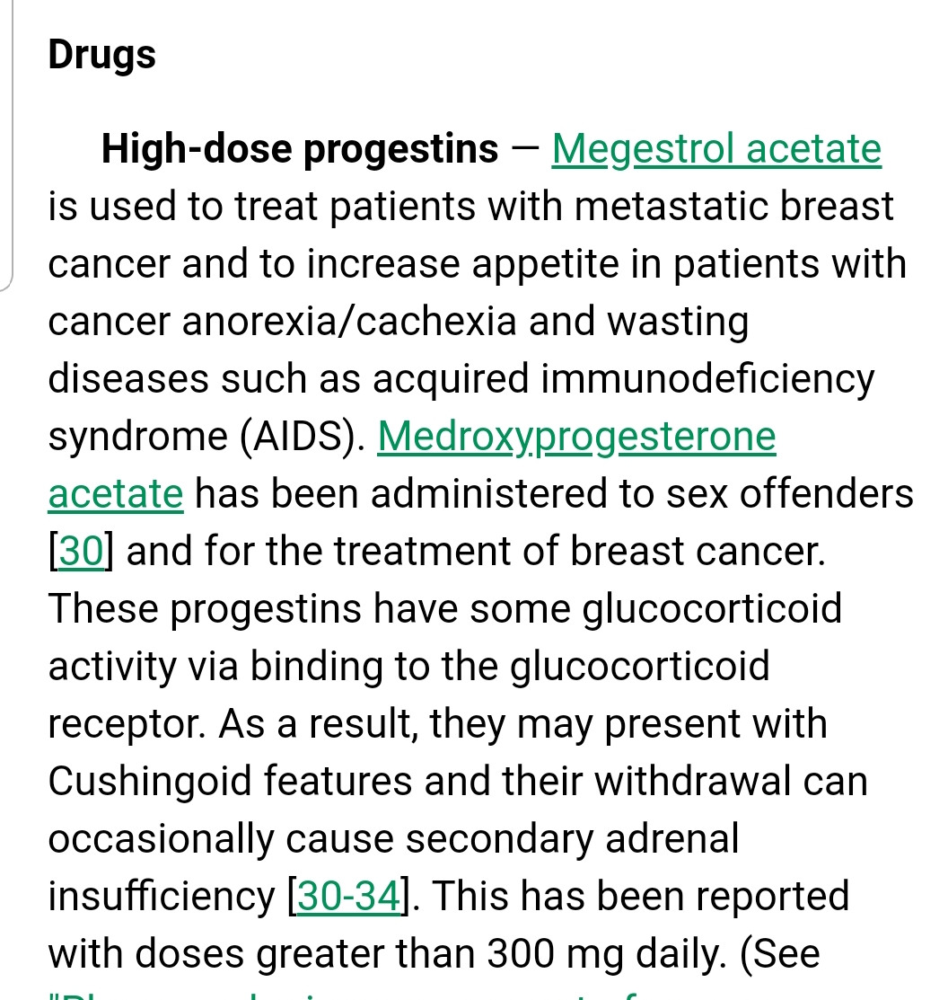 Drugs
High-dose progestins — Megestrol acetate
is used to treat patients with metastatic breast
cancer and to increase appetite in patients with
cancer anorexia/cachexia and wasting
diseases such as acquired immunodeficiency
syndrome (AIDS). Medroxyprogesterone
acetate has been administered to sex offenders
[30] and for the treatment of breast cancer.
These progestins have some glucocorticoid
activity via binding to the glucocorticoid
receptor. As a result, they may present with
Cushingoid features and their withdrawal can
occasionally cause secondary adrenal
insufficiency [30-34]. This has been reported
with doses greater than 300 mg daily. (See